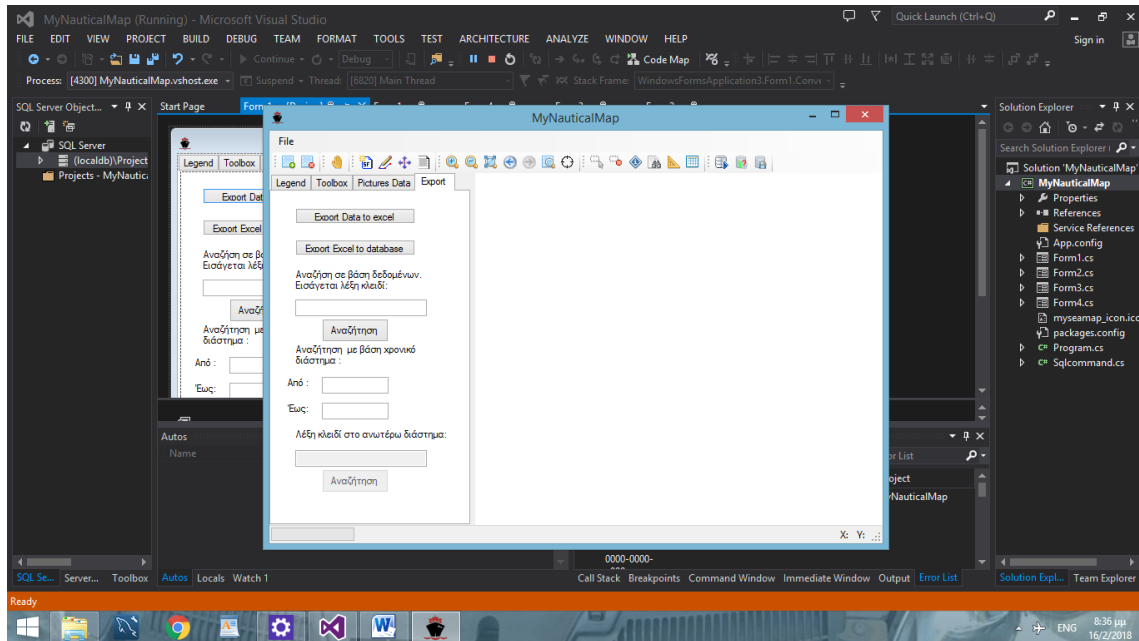 MyNauticalMap (Running) - Microsoft Visual Studio
Quick Launch (Ctrl+Q)
FILE EDIT VIEW PROJECT BUILD DEBUG TEAM FORMAT TOOLS TEST ARCHITECTURE ANALYZE WINDOW HELP
Sign in
Continue
Debug
Code Map
Process: [4300] MyNauticalMap.vshost.exe
Suspend
Thread: [6820] Main Thread
Stack Frame: WindowsFormsApplication3.Form1.Conve
SQL Server Object...
SQL Server
(localdb)\Project
Projects - MyNautica
Start Page
Legend Toolbox
Export Dat
Export Excel
Αναζήση σε βά
Εισάγεται λέξη
Αναζή
Αναζήτηση με
διάστημα :
Από :
Έως:
MyNauticalMap
File
Legend Toolbox Pictures Data Export
Export Data to excel
Export Excel to database
Αναζήση σε βάση δεδομένων.
Εισάγεται λέξη κλειδί:
Αναζήτηση
Αναζήτηση με βάση χρονικό
διάστημα :
Από :
Έως:
Λέξη κλειδί στο ανωτέρω διάστημα:
Αναζήτηση
X: Y:
Solution Explorer
Search Solution Explorer
Solution 'MyNauticalMap'
MyNauticalMap
Properties
References
Service References
App.config
Form1.cs
Form2.cs
Form3.cs
Form4.cs
myseamap_icon.ico
packages.config
Program.cs
Sqlcommand.cs
Autos
Name
or List
oject
yNauticalMap
0000-0000-
SQL Se... Server... Toolbox
Autos Locals Watch 1
Call Stack Breakpoints Command Window Immediate Window Output Error List
Solution Expl... Team Explorer
Ready
ENG
8:36 μμ
16/2/2018